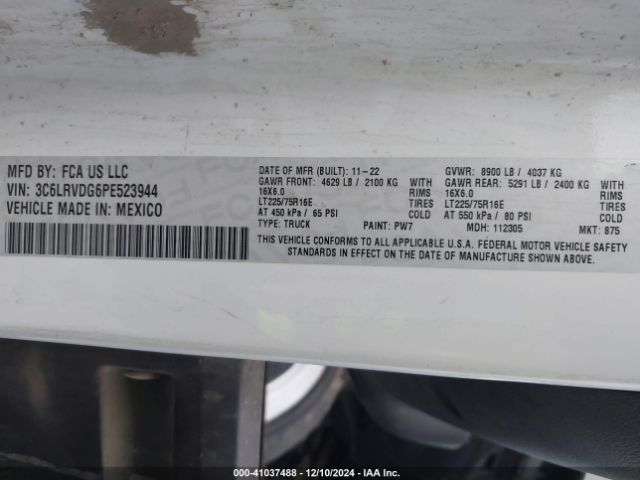 MFD BY: FCA US LLC
VIN: 3C6LRVDG6PE523944
VEHICLE MADE IN: MEXICO
DATE OF MFR (BUILT): 11-22 GVWR: 8900 LB / 4037 KG
GAWR FRONT: 4629 LB / 2100 KG WITH GAWR REAR: 5291 LB / 2400 KG WITH
16X6.0 RIMS 16X6.0 RIMS
LT225/75R16E TIRES LT225/75R16E TIRES
AT 450 kPa / 65 PSI COLD AT 550 kPa / 80 PSI COLD
TYPE: TRUCK PAINT: PW7 MDH: 112305 MKT: 875
THIS VEHICLE CONFORMS TO ALL APPLICABLE U.S.A. FEDERAL MOTOR VEHICLE SAFETY
STANDARDS IN EFFECT ON THE DATE OF MANUFACTURE SHOWN ABOVE.
000-41037488 - 12/10/2024 - IAA Inc.